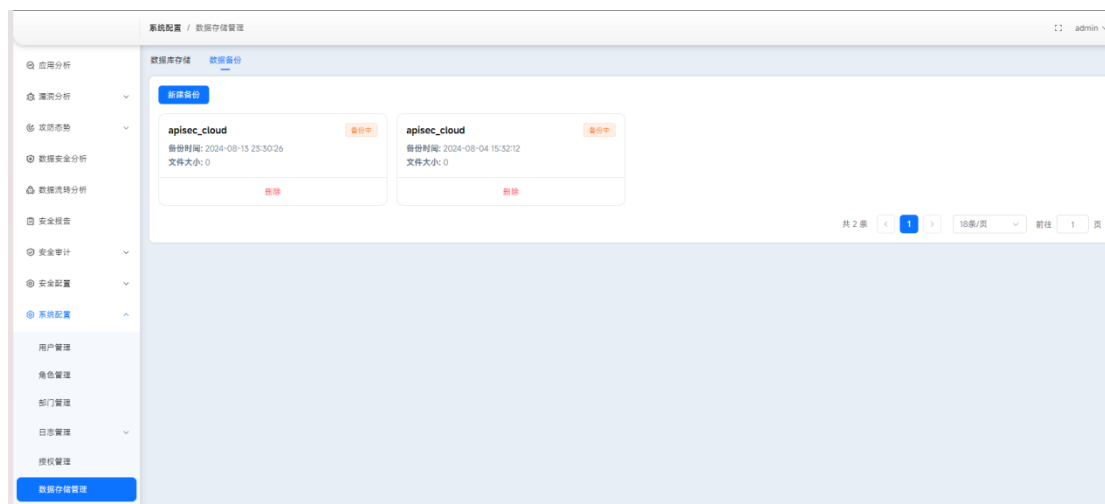 系统配置 / 数据存储管理
admin
应用分析
漏洞分析
攻防态势
数据安全分析
数据流转分析
安全报告
安全审计
安全配置
系统配置
用户管理
角色管理
部门管理
日志管理
授权管理
数据存储管理
数据库存储 数据备份
新建备份
apisec_cloud 备份中
备份时间: 2024-08-13 23:30:26
文件大小: 0
删除
apisec_cloud 备份中
备份时间: 2024-08-04 15:32:12
文件大小: 0
删除
共 2 条 1 18条/页 前往 1 页